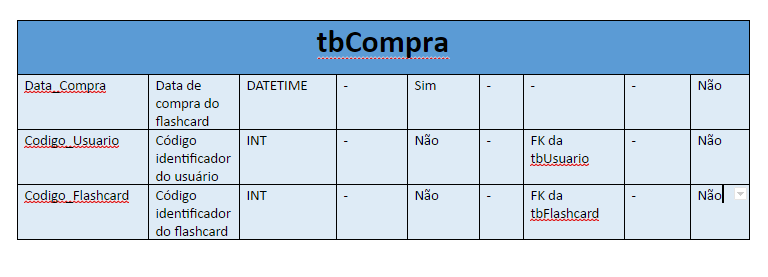 tbCompra
Data_Compra Data de compra do flashcard DATETIME - Sim - - - Não
Codigo_Usuario Código identificador do usuário INT - Não - FK da tbUsuario - Não
Codigo_Flashcard Código identificador do flashcard INT - Não - FK da tbFlashcard - Não